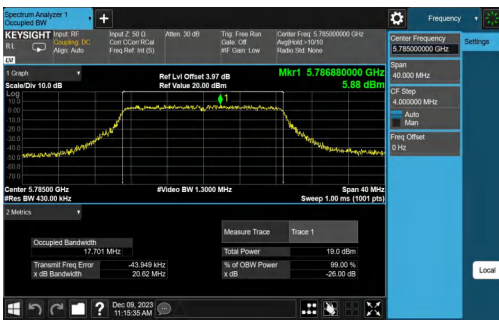 Spectrum Analyzer 1
Occupied BW
+
Frequency
KEYSIGHT
Input: RF
Coupling: DC
Align: Auto
RL
Input Z: 50 Ω
Corr CCorr RCal
Freq Ref: Int (S)
Atten: 30 dB
Trig: Free Run
Gate: Off
#IF Gain: Low
Center Freq: 5.785000000 GHz
Avg|Hold:>10/10
Radio Std: None
Center Frequency
5.785000000 GHz
Settings
Span
40.000 MHz
CF Step
4.000000 MHz
Auto
Man
Freq Offset
0 Hz
Local
1 Graph
Scale/Div 10.0 dB
Ref Lvl Offset 3.97 dB
Ref Value 20.00 dBm
Mkr1 5.786880000 GHz
5.88 dBm
Log
10.0
0.00
-10.0
-20.0
-30.0
-40.0
-50.0
-60.0
-70.0
1
Center 5.78500 GHz
#Res BW 430.00 kHz
#Video BW 1.3000 MHz
Span 40 MHz
Sweep 1.00 ms (1001 pts)
2 Metrics
Measure Trace
Trace 1
Occupied Bandwidth
17.701 MHz
Total Power
19.0 dBm
Transmit Freq Error
-43.949 kHz
% of OBW Power
99.00 %
x dB Bandwidth
20.62 MHz
x dB
-26.00 dB
?
Dec 09, 2023
11:15:35 AM